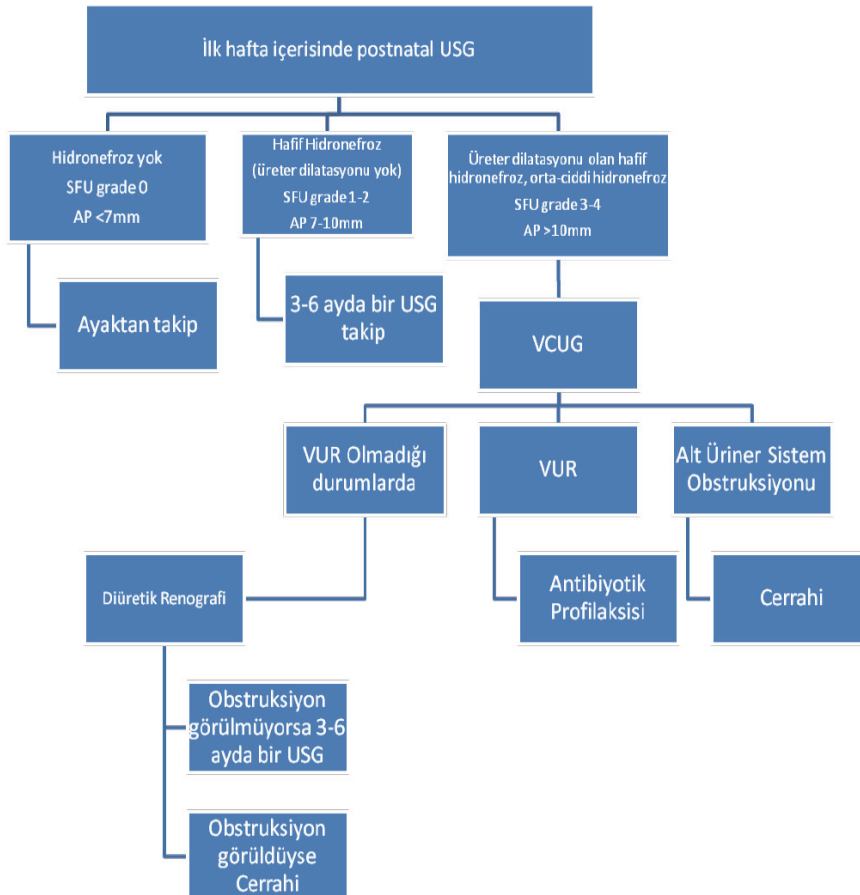 İlk hafta içerisinde postnatal USG
Hidronefroz yok
SFU grade 0
AP <7mm
Hafif Hidronefroz
(üreter dilatasyonu yok)
SFU grade 1-2
AP 7-10mm
Üreter dilatasyonu olan hafif
hidronefroz, orta-ciddi hidronefroz
SFU grade 3-4
AP >10mm
Ayaktan takip
3-6 ayda bir USG
takip
VCUG
VUR Olmadığı
durumlarda
VUR
Alt Üriner Sistem
Obstruksiyonu
Diüretik Renografi
Antibiyotik
Profilaksisi
Cerrahi
Obstruksiyon
görülmüyorsa 3-6
ayda bir USG
Obstruksiyon
görüldüyse
Cerrahi